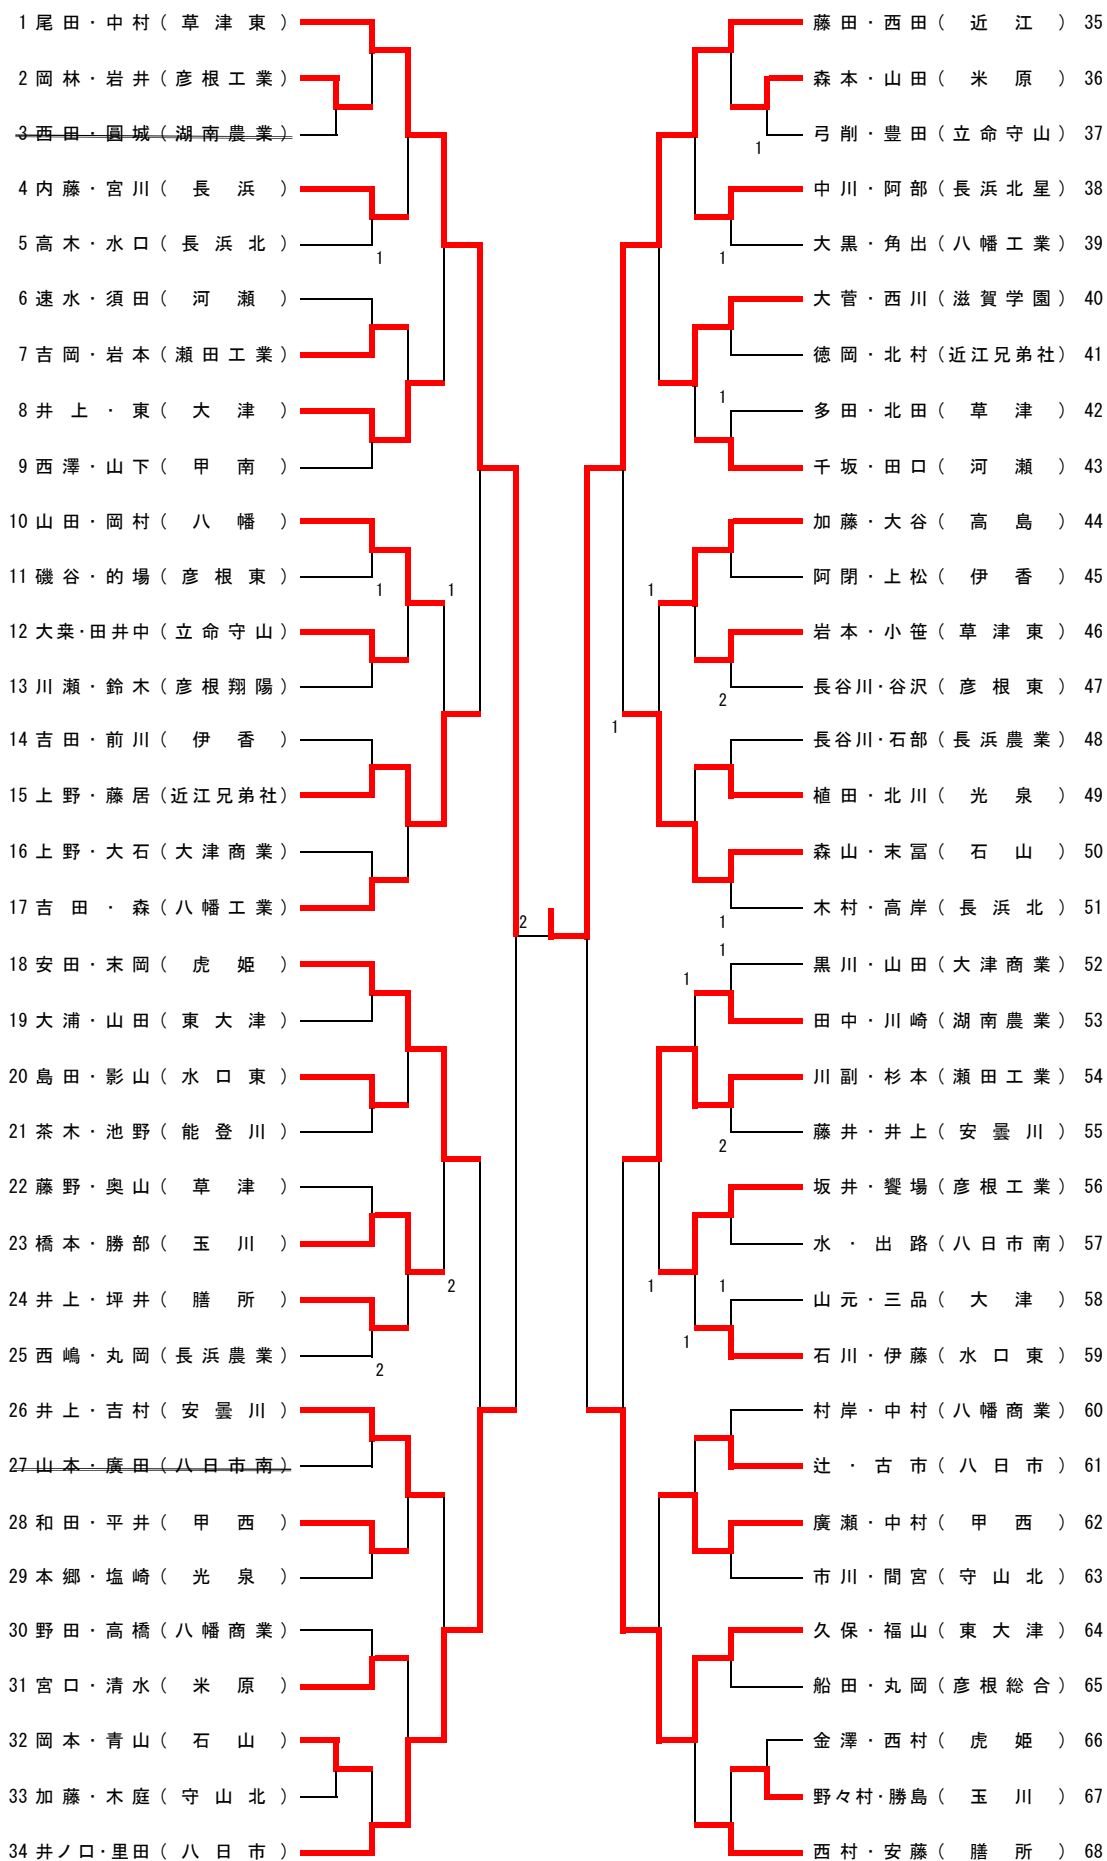 1 尾田・中村(草津東)
2 岡林・岩井(彦根工業)
3 西田・圓城(湖南農業)
4 内藤・宮川(長浜)
5 高木・水口(長浜北)
1
6 速水・須田(河瀬)
7 吉岡・岩本(瀬田工業)
8 井上・東(大津)
9 西澤・山下(甲南)
10 山田・岡村(八幡)
11 磯谷・的場(彦根東)
1
1
12 大桒・田井中(立命守山)
13 川瀬・鈴木(彦根翔陽)
14 吉田・前川(伊香)
15 上野・藤居(近江兄弟社)
16 上野・大石(大津商業)
17 吉田・森(八幡工業)
2
18 安田・末岡(虎姫)
19 大浦・山田(東大津)
20 島田・影山(水口東)
21 茶木・池野(能登川)
22 藤野・奥山(草津)
23 橋本・勝部(玉川)
2
24 井上・坪井(膳所)
25 西嶋・丸岡(長浜農業)
2
26 井上・吉村(安曇川)
27 山本・廣田(八日市南)
28 和田・平井(甲西)
29 本郷・塩崎(光泉)
30 野田・高橋(八幡商業)
31 宮口・清水(米原)
32 岡本・青山(石山)
33 加藤・木庭(守山北)
34 井ノ口・里田(八日市)
藤田・西田(近江) 35
森本・山田(米原) 36
弓削・豊田(立命守山) 37
1
中川・阿部(長浜北星) 38
大黒・角出(八幡工業) 39
1
大菅・西川(滋賀学園) 40
徳岡・北村(近江兄弟社) 41
1
多田・北田(草津) 42
千坂・田口(河瀬) 43
加藤・大谷(高島) 44
阿閉・上松(伊香) 45
1
岩本・小笹(草津東) 46
長谷川・谷沢(彦根東) 47
2
1
長谷川・石部(長浜農業) 48
植田・北川(光泉) 49
森山・末冨(石山) 50
木村・高岸(長浜北) 51
1
1
黒川・山田(大津商業) 52
1
田中・川崎(湖南農業) 53
川副・杉本(瀬田工業) 54
藤井・井上(安曇川) 55
2
坂井・饗場(彦根工業) 56
水・出路(八日市南) 57
1
1
山元・三品(大津) 58
1
石川・伊藤(水口東) 59
村岸・中村(八幡商業) 60
辻・古市(八日市) 61
廣瀬・中村(甲西) 62
市川・間宮(守山北) 63
久保・福山(東大津) 64
船田・丸岡(彦根総合) 65
金澤・西村(虎姫) 66
野々村・勝島(玉川) 67
西村・安藤(膳所) 68